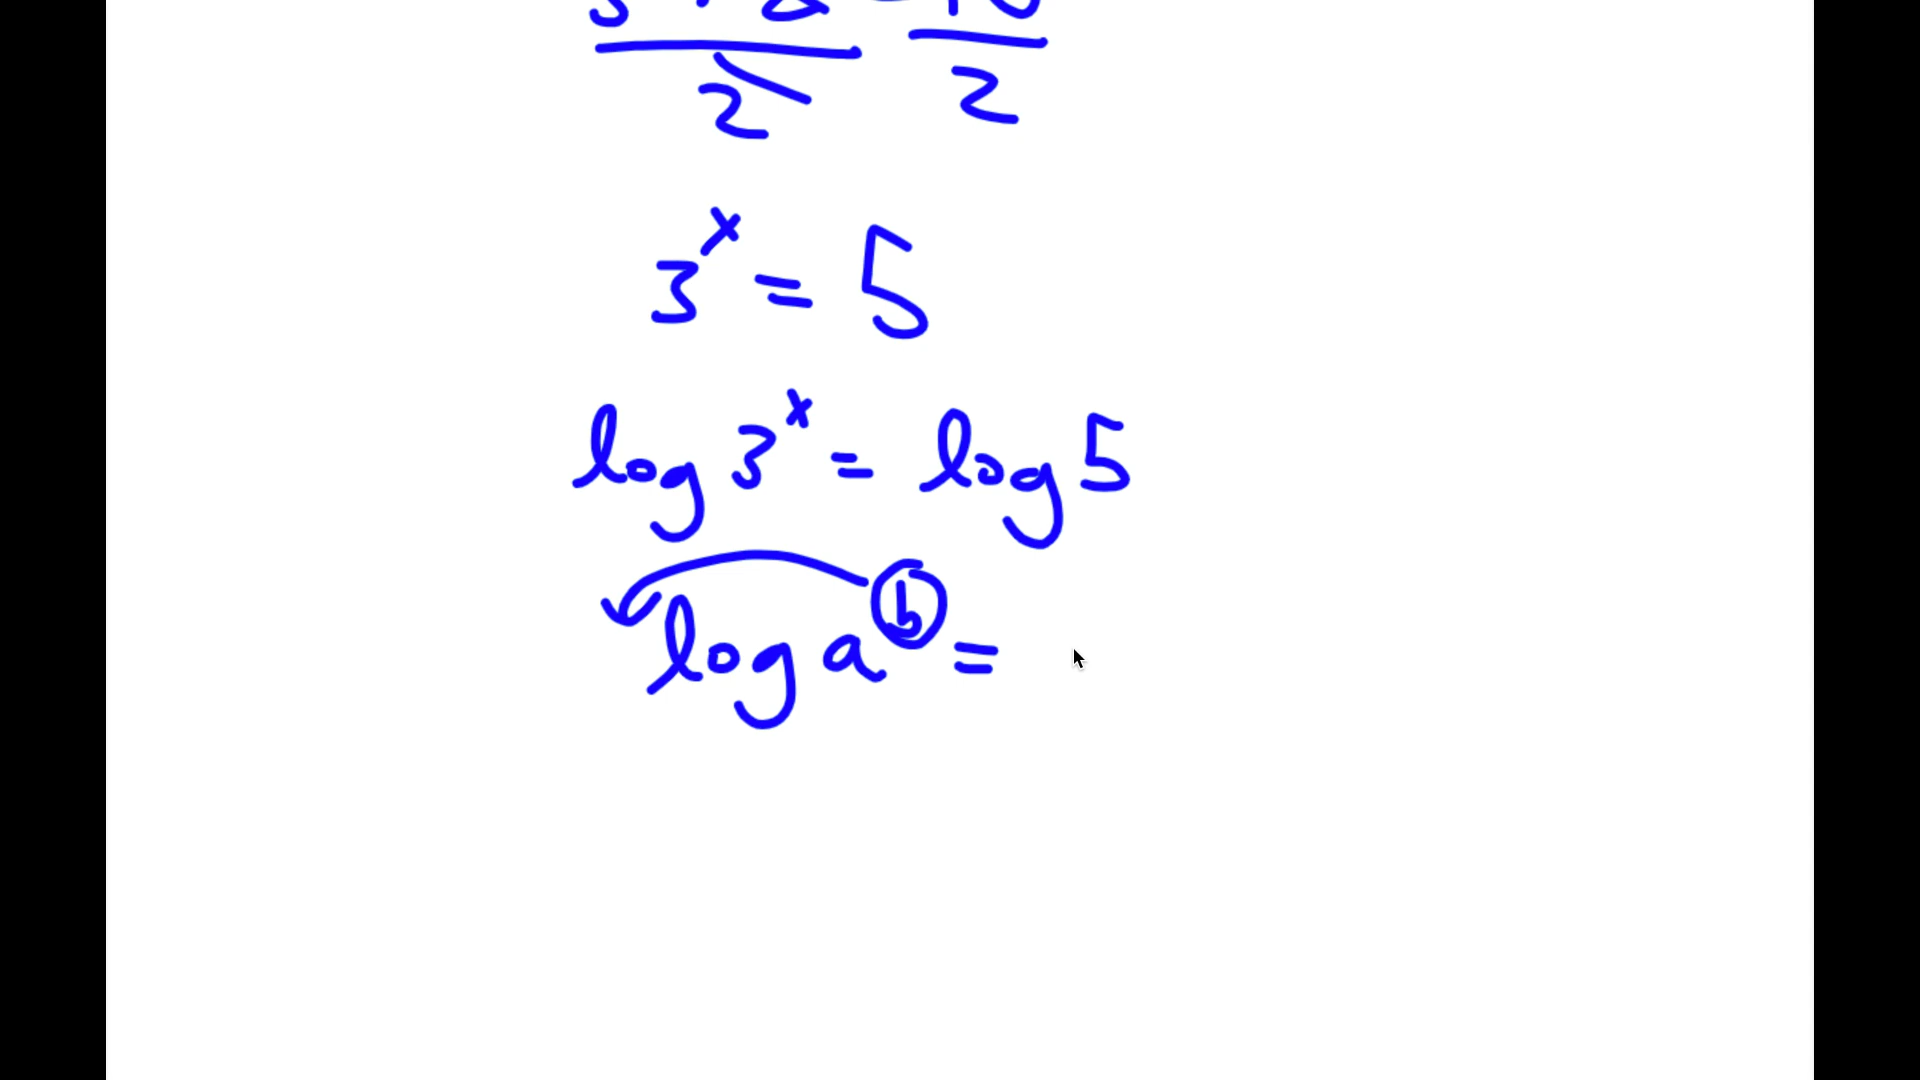 2 2
3^x = 5
log 3^x = log 5
log a^b =